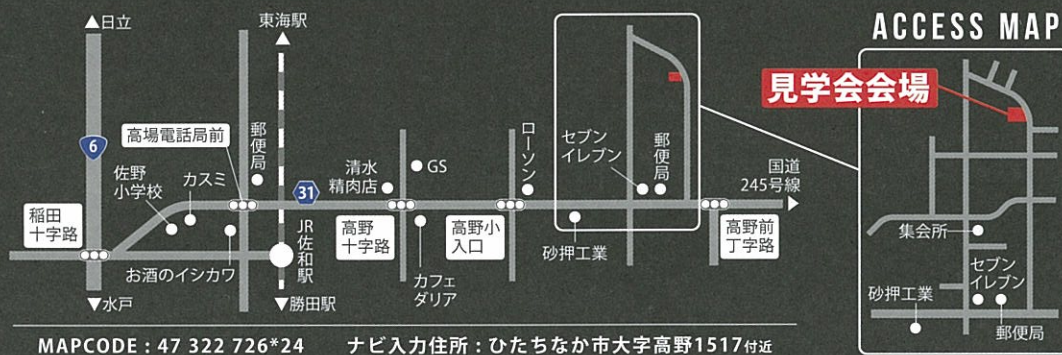 ACCESS MAP
▲日立
東海駅
見学会会場
6
高場電話局前
郵便局
佐野
小学校
カスミ
31
清水
精肉店
GS
ローソン
セブン
イレブン
郵便局
国道
245号線
稲田
十字路
お酒のイシカワ
JR佐和駅
高野
十字路
カフェ
ダリア
高野小
入口
砂押工業
高野前
丁字路
▼水戸
▼勝田駅
集会所
セブン
イレブン
砂押工業
郵便局
MAPCODE : 47 322 726*24
ナビ入力住所 : ひたちなか市大字高野1517付近